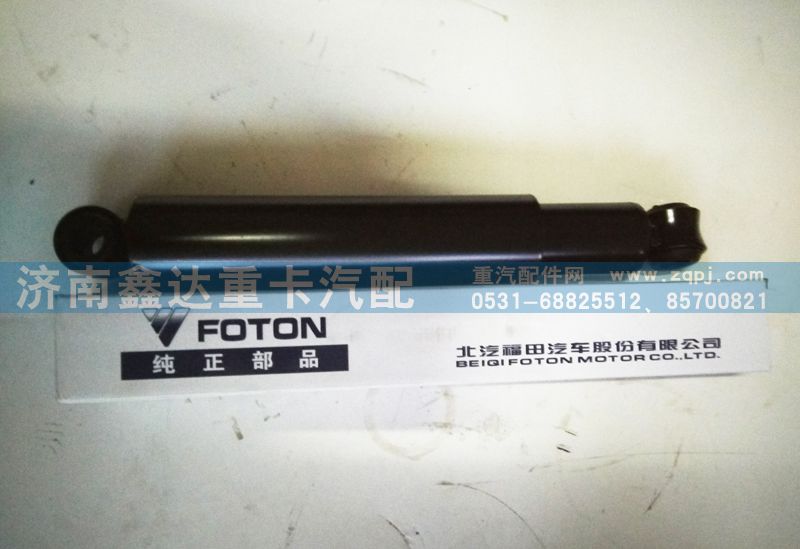 济南鑫达重卡汽配
重汽配件网 www.zqpj.com
0531-68825512、85700821
FOTON
纯正部品
北汽福田汽车股份有限公司
BEIQI FOTON MOTOR CO.,LTD.